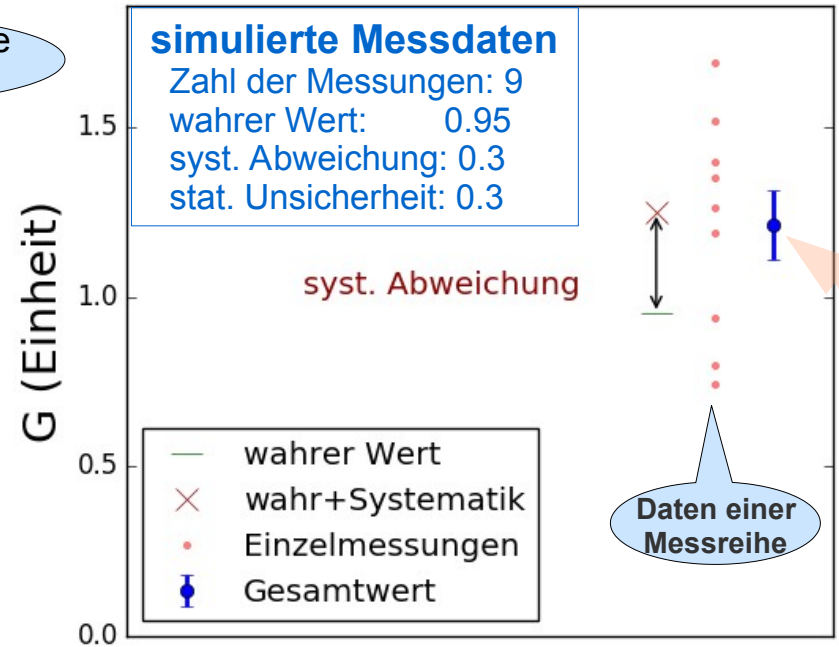 e
simulierte Messdaten
Zahl der Messungen: 9
wahrer Wert: 0.95
syst. Abweichung: 0.3
stat. Unsicherheit: 0.3
1.5
1.0
0.5
0.0
G (Einheit)
syst. Abweichung
wahrer Wert
wahr+Systematik
Einzelmessungen
Gesamtwert
Daten einer
Messreihe